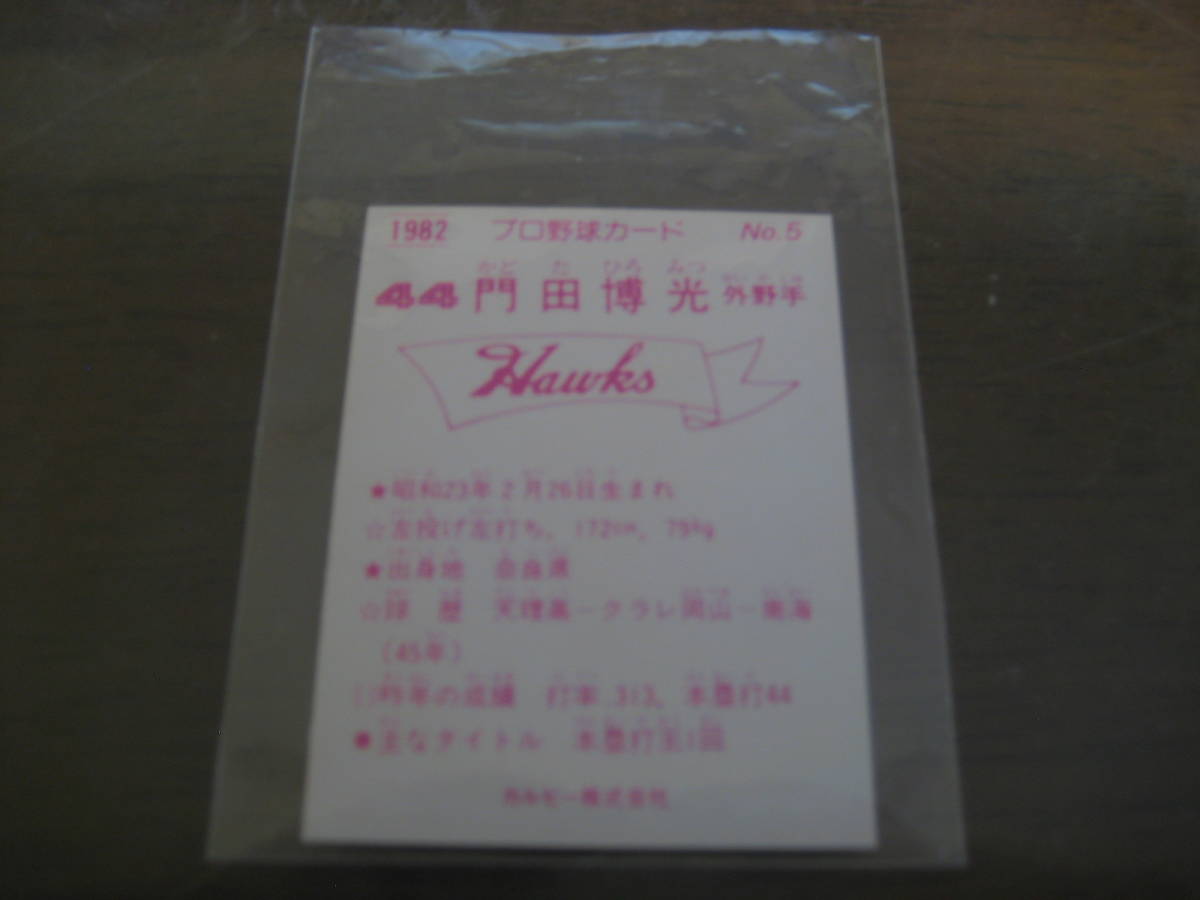 1982 プロ野球カード No.5
かどたひろみつ
44 門田博光 外野手
Hawks
★昭和23年2月26日生まれ
☆左投げ左打ち、172cm、79kg
★出身地 奈良県
☆球歴 天理高－クラレ岡山－南海
(45年)
昨年の成績 打率.313、本塁打44
●主なタイトル 本塁打王1回
カルビー株式会社